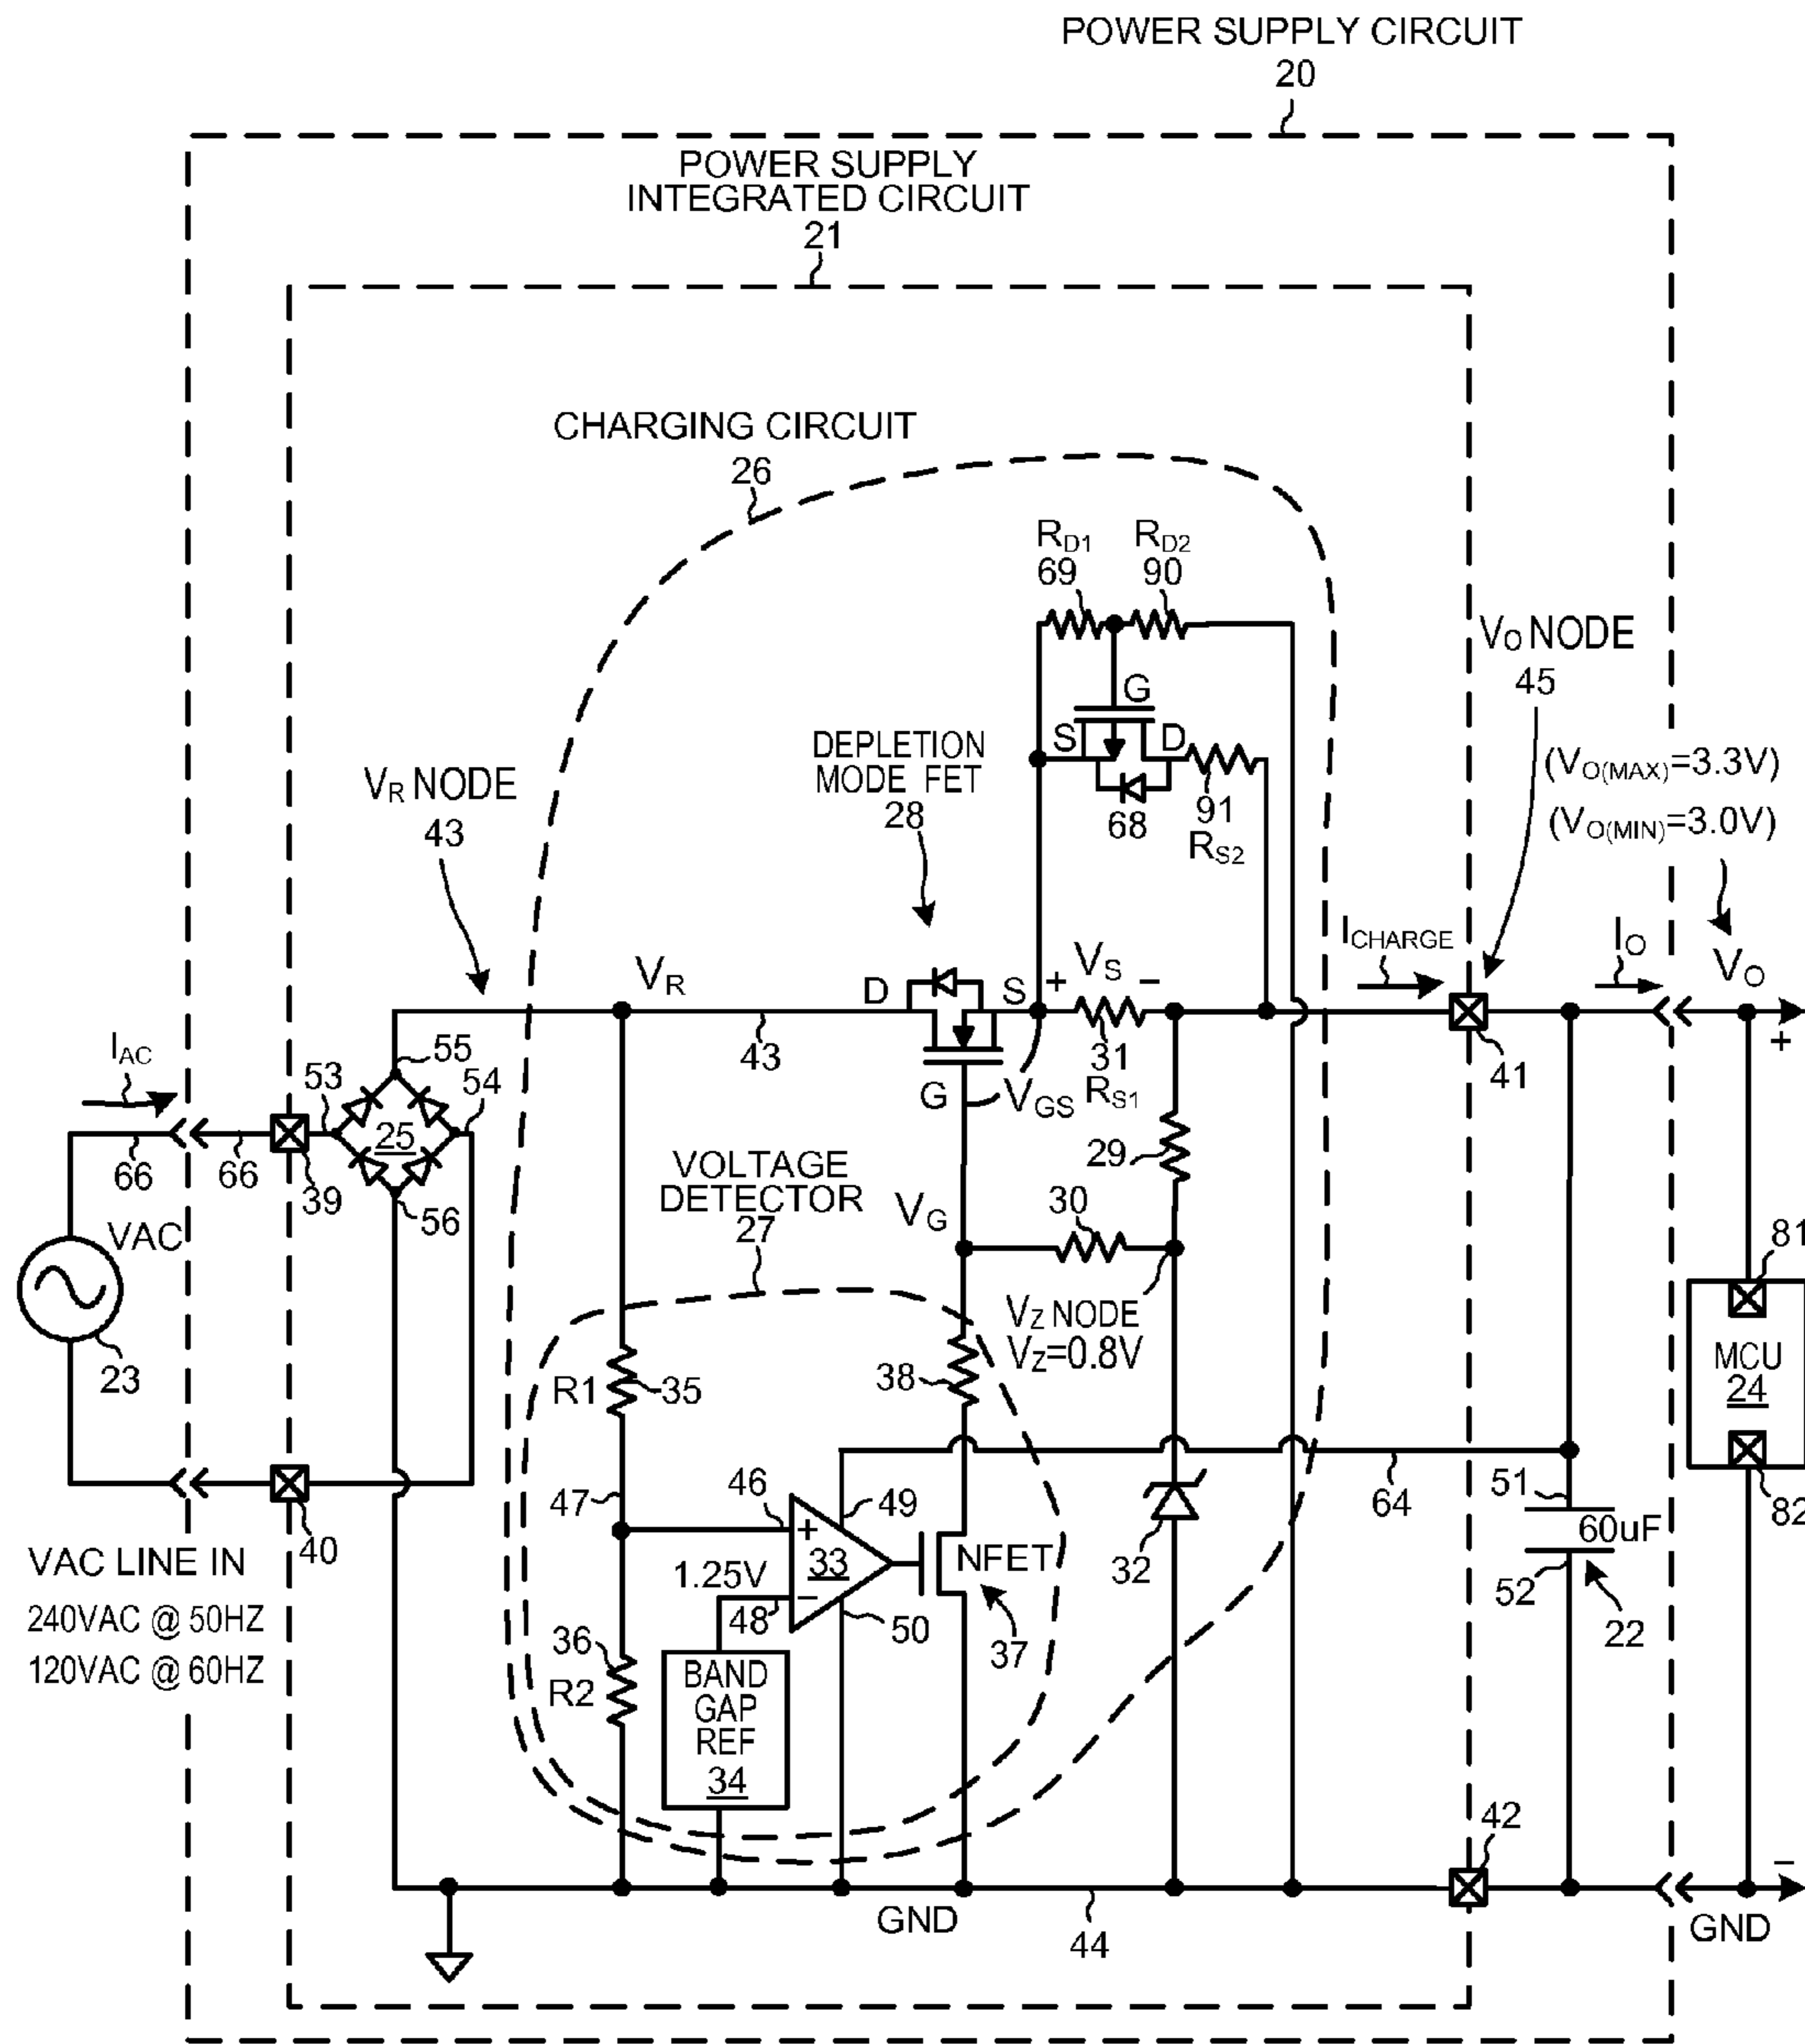 POWER SUPPLY CIRCUIT
20
POWER SUPPLY
INTEGRATED CIRCUIT
21
CHARGING CIRCUIT
26
RD1
69
RD2
90
G
S
D
68
91
RS2
VO NODE
45
(VO(MAX)=3.3V)
(VO(MIN)=3.0V)
DEPLETION
MODE FET
28
VR NODE
43
VR
43
D
S
G
VGS
+
VS
−
31
RS1
ICHARGE
41
IO
VO
+
IAC
66
66
39
53
55
54
25
56
VAC
23
40
VAC LINE IN
240VAC @ 50HZ
120VAC @ 60HZ
VOLTAGE
DETECTOR
27
VG
30
29
VZ NODE
VZ=0.8V
R1
35
38
47
46
49
+
33
−
1.25V
48
50
NFET
37
32
64
36
R2
BAND
GAP
REF
34
51
60uF
52
22
81
MCU
24
82
42
GND
44
−
GND